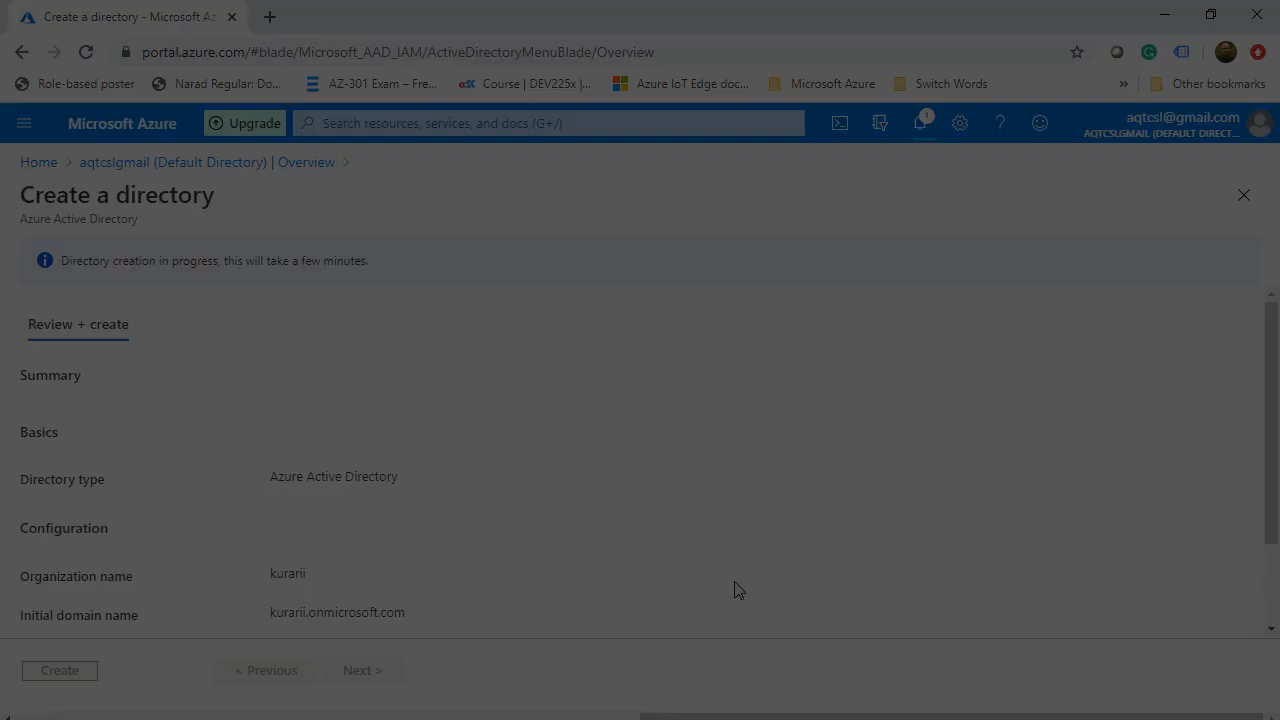 Create a directory - Microsoft Az
portal.azure.com/#blade/Microsoft_AAD_IAM/ActiveDirectoryMenuBlade/Overview
Role-based poster
Narad Regular: Do...
AZ-301 Exam – Fre...
edX Course | DEV225x |...
Azure IoT Edge doc...
Microsoft Azure
Switch Words
»
Other bookmarks
Microsoft Azure
Upgrade
Search resources, services, and docs (G+/)
1
aqtcsl@gmail.com
AQTCSLGMAIL (DEFAULT DIRECT...
Home > aqtcslgmail (Default Directory) | Overview >
Create a directory
Azure Active Directory
Directory creation in progress, this will take a few minutes.
Review + create
Summary
Basics
Directory type Azure Active Directory
Configuration
Organization name kurarii
Initial domain name kurarii.onmicrosoft.com
Create < Previous Next >